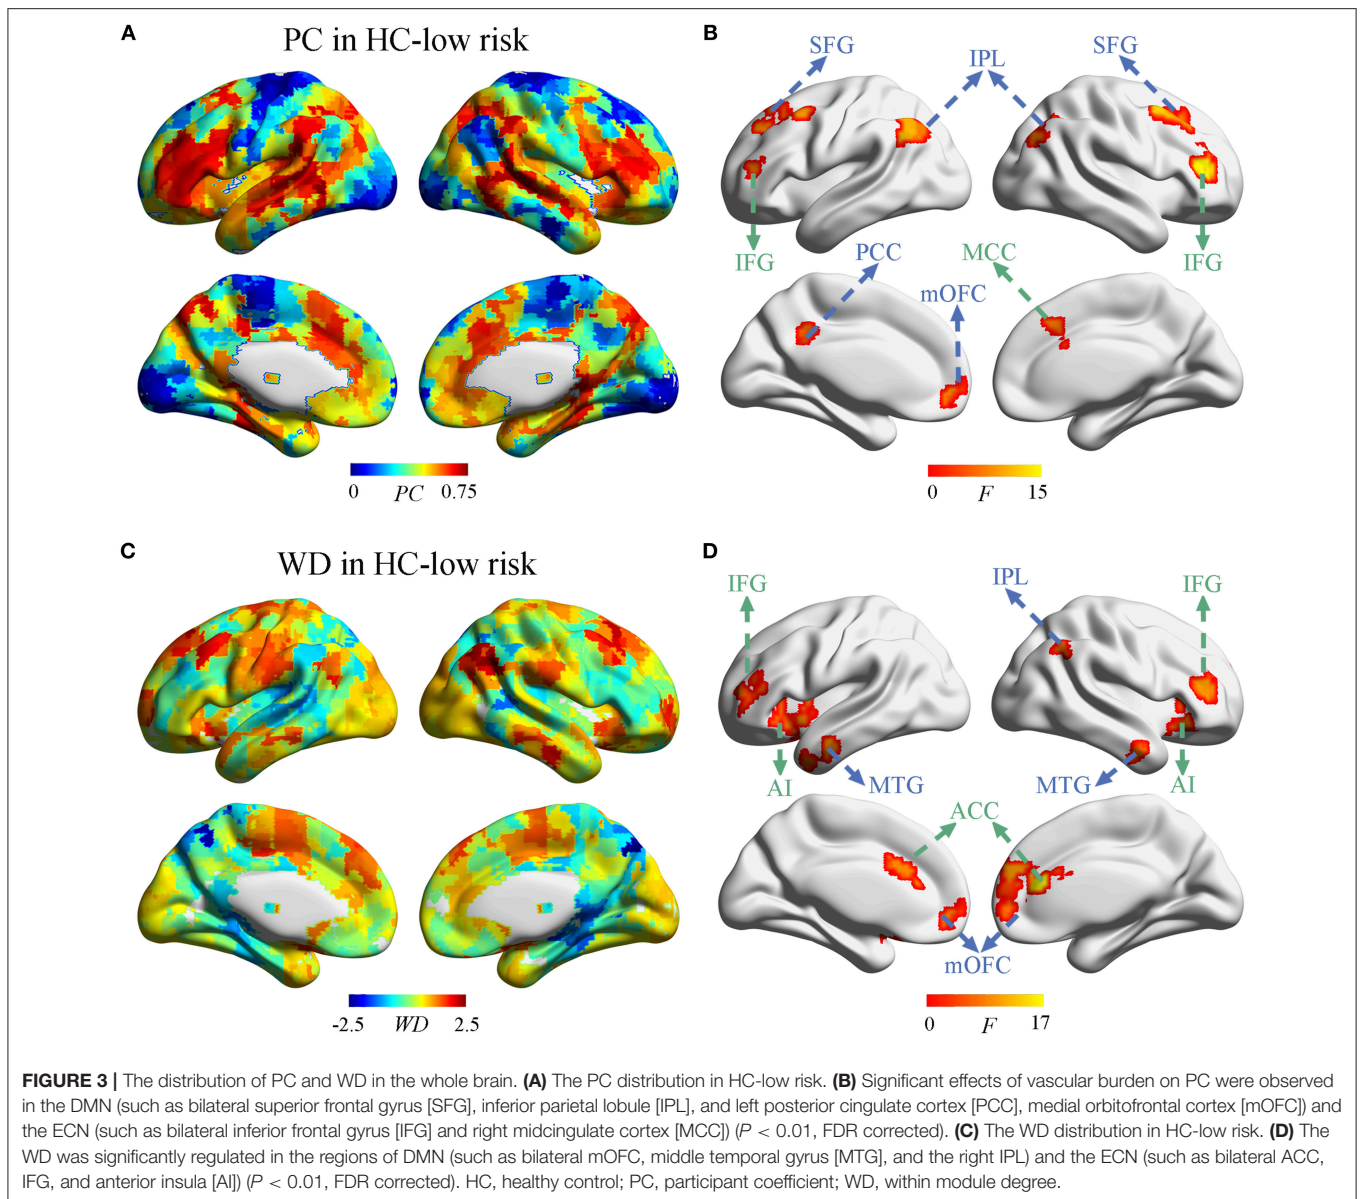 A
PC in HC-low risk
0 PC 0.75
B
SFG
IPL
SFG
IFG
PCC
MCC
IFG
mOFC
0 F 15
C
WD in HC-low risk
-2.5 WD 2.5
D
IFG
IPL
IFG
AI
MTG
MTG
AI
ACC
mOFC
0 F 17
FIGURE 3 | The distribution of PC and WD in the whole brain. (A) The PC distribution in HC-low risk. (B) Significant effects of vascular burden on PC were observed
in the DMN (such as bilateral superior frontal gyrus [SFG], inferior parietal lobule [IPL], and left posterior cingulate cortex [PCC], medial orbitofrontal cortex [mOFC]) and
the ECN (such as bilateral inferior frontal gyrus [IFG] and right midcingulate cortex [MCC]) (P < 0.01, FDR corrected). (C) The WD distribution in HC-low risk. (D) The
WD was significantly regulated in the regions of DMN (such as bilateral mOFC, middle temporal gyrus [MTG], and the right IPL) and the ECN (such as bilateral ACC,
IFG, and anterior insula [AI]) (P < 0.01, FDR corrected). HC, healthy control; PC, participant coefficient; WD, within module degree.